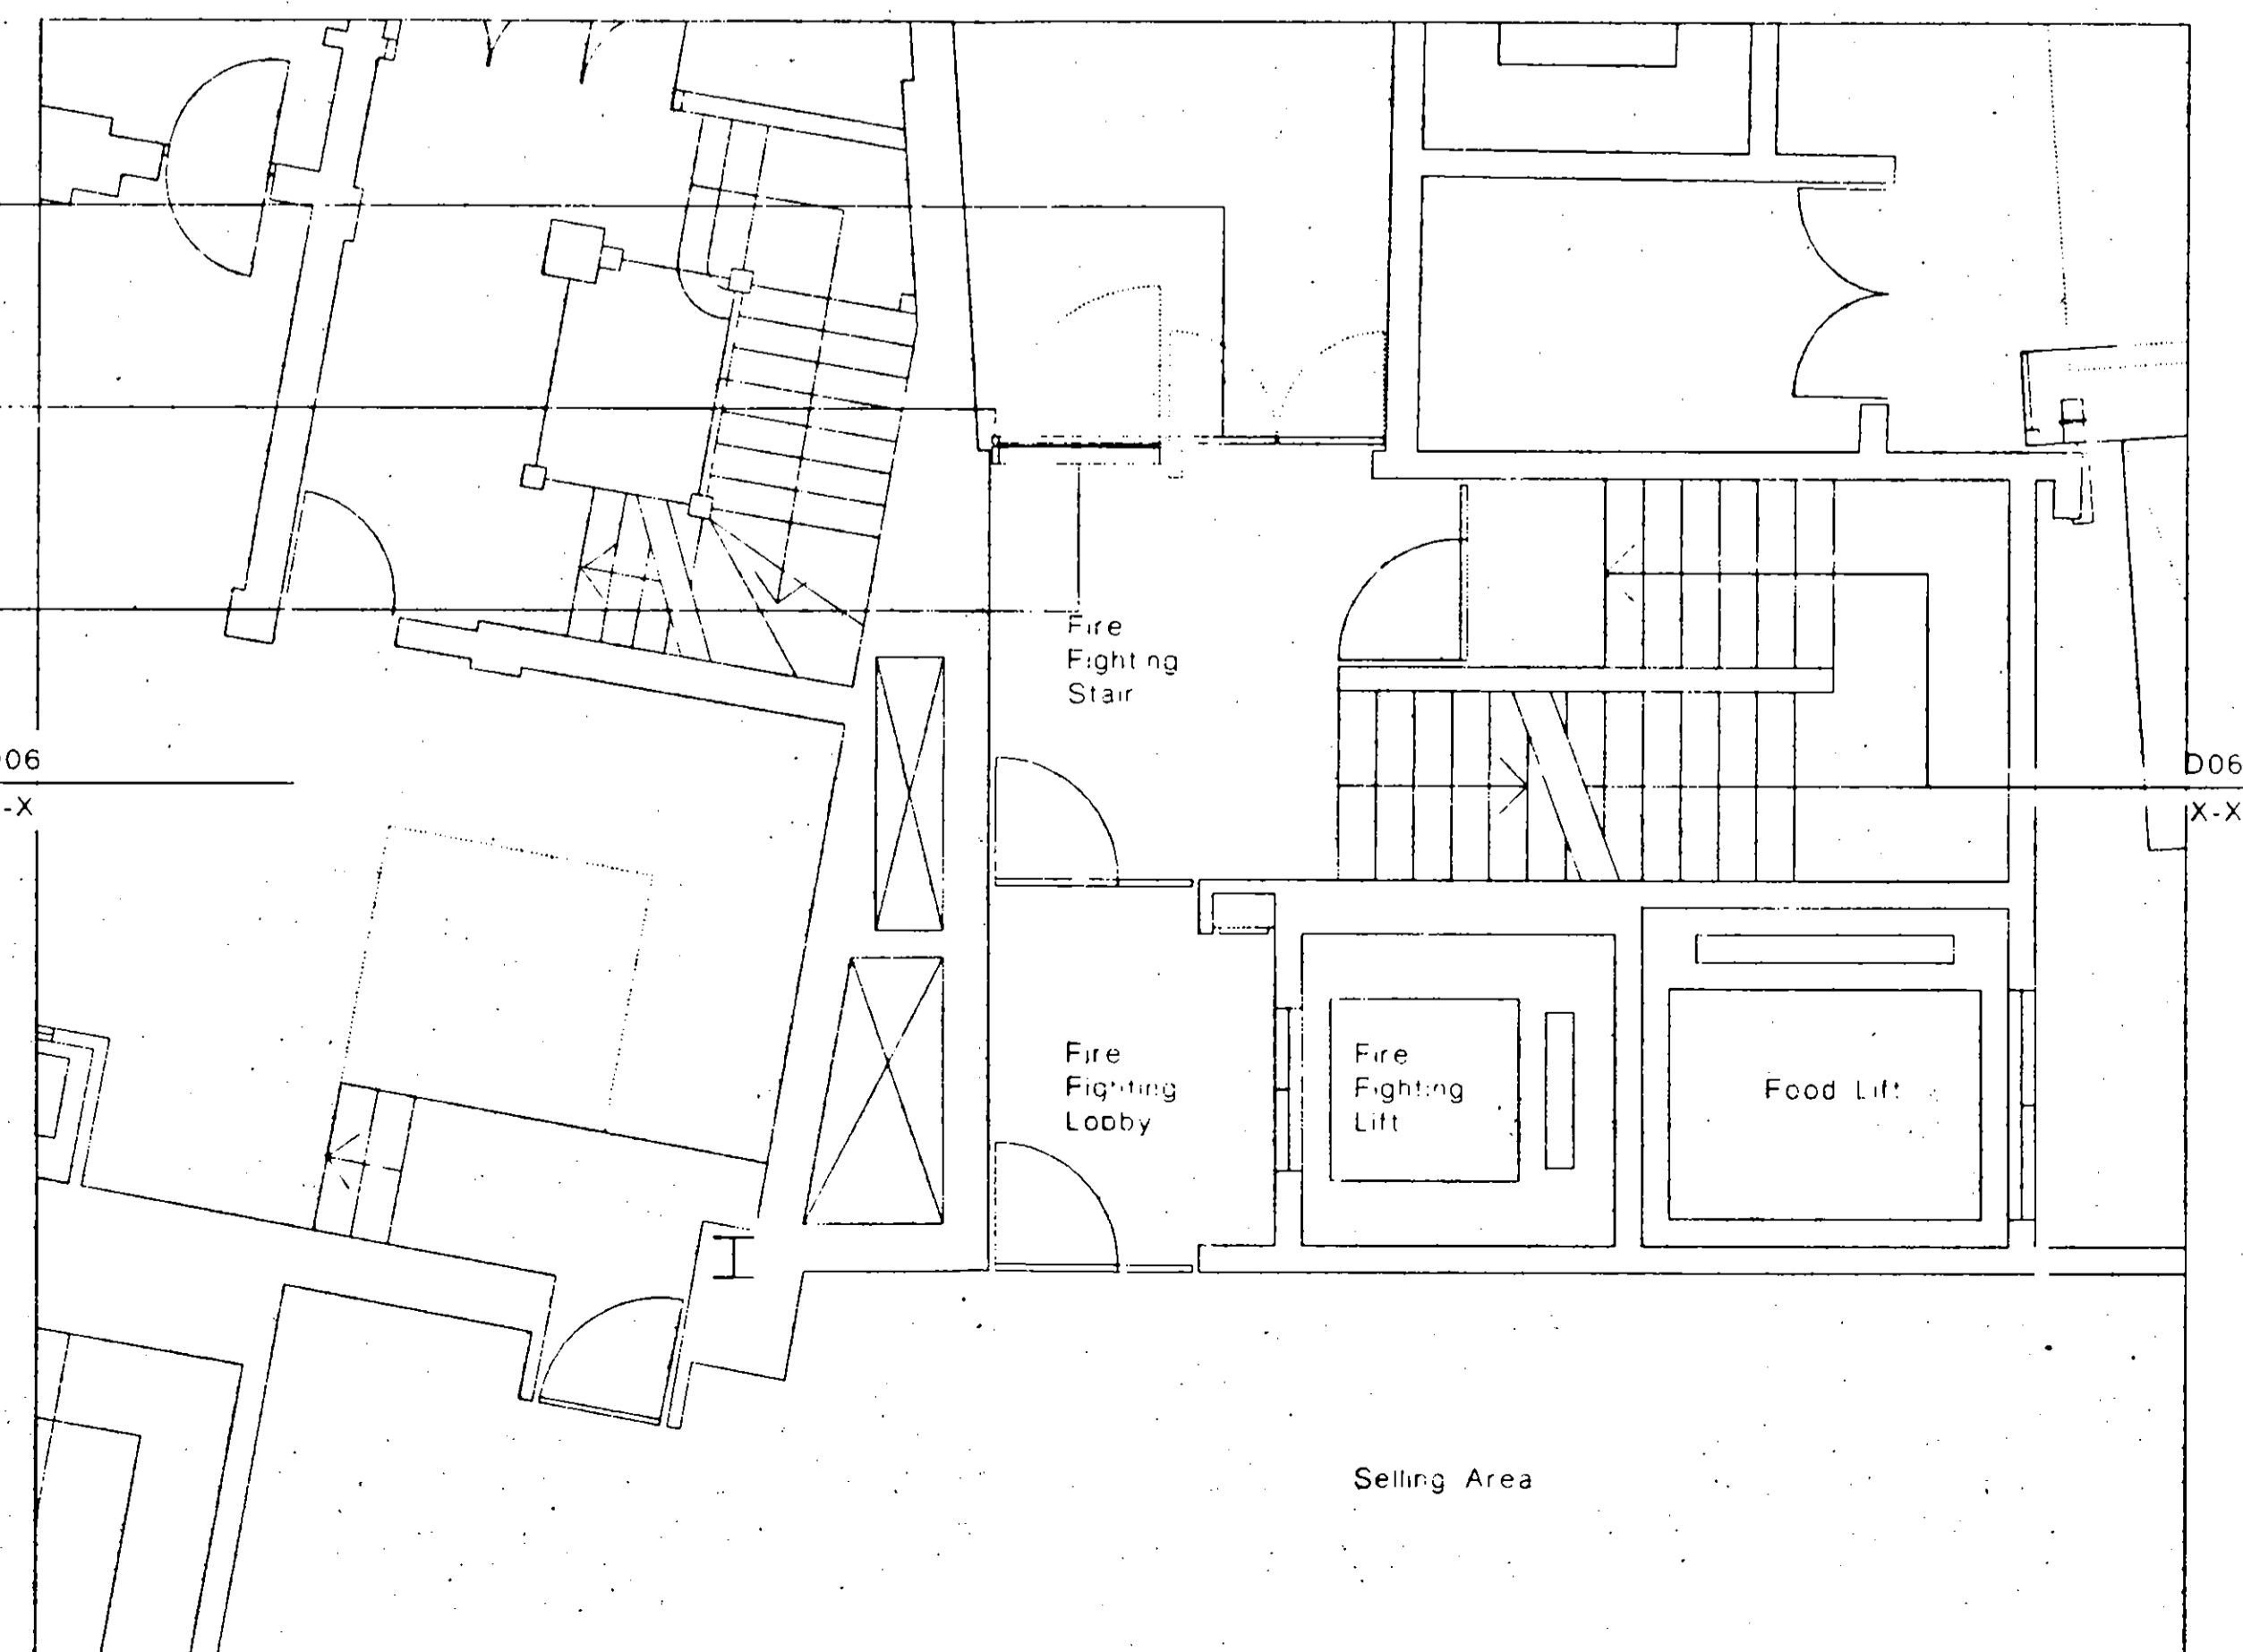 Fire
Fighting
Stair
06
-X
D06
X-X
Fire
Fighting
Lobby
Fire
Fighting
Lift
Food Lift
Selling Area